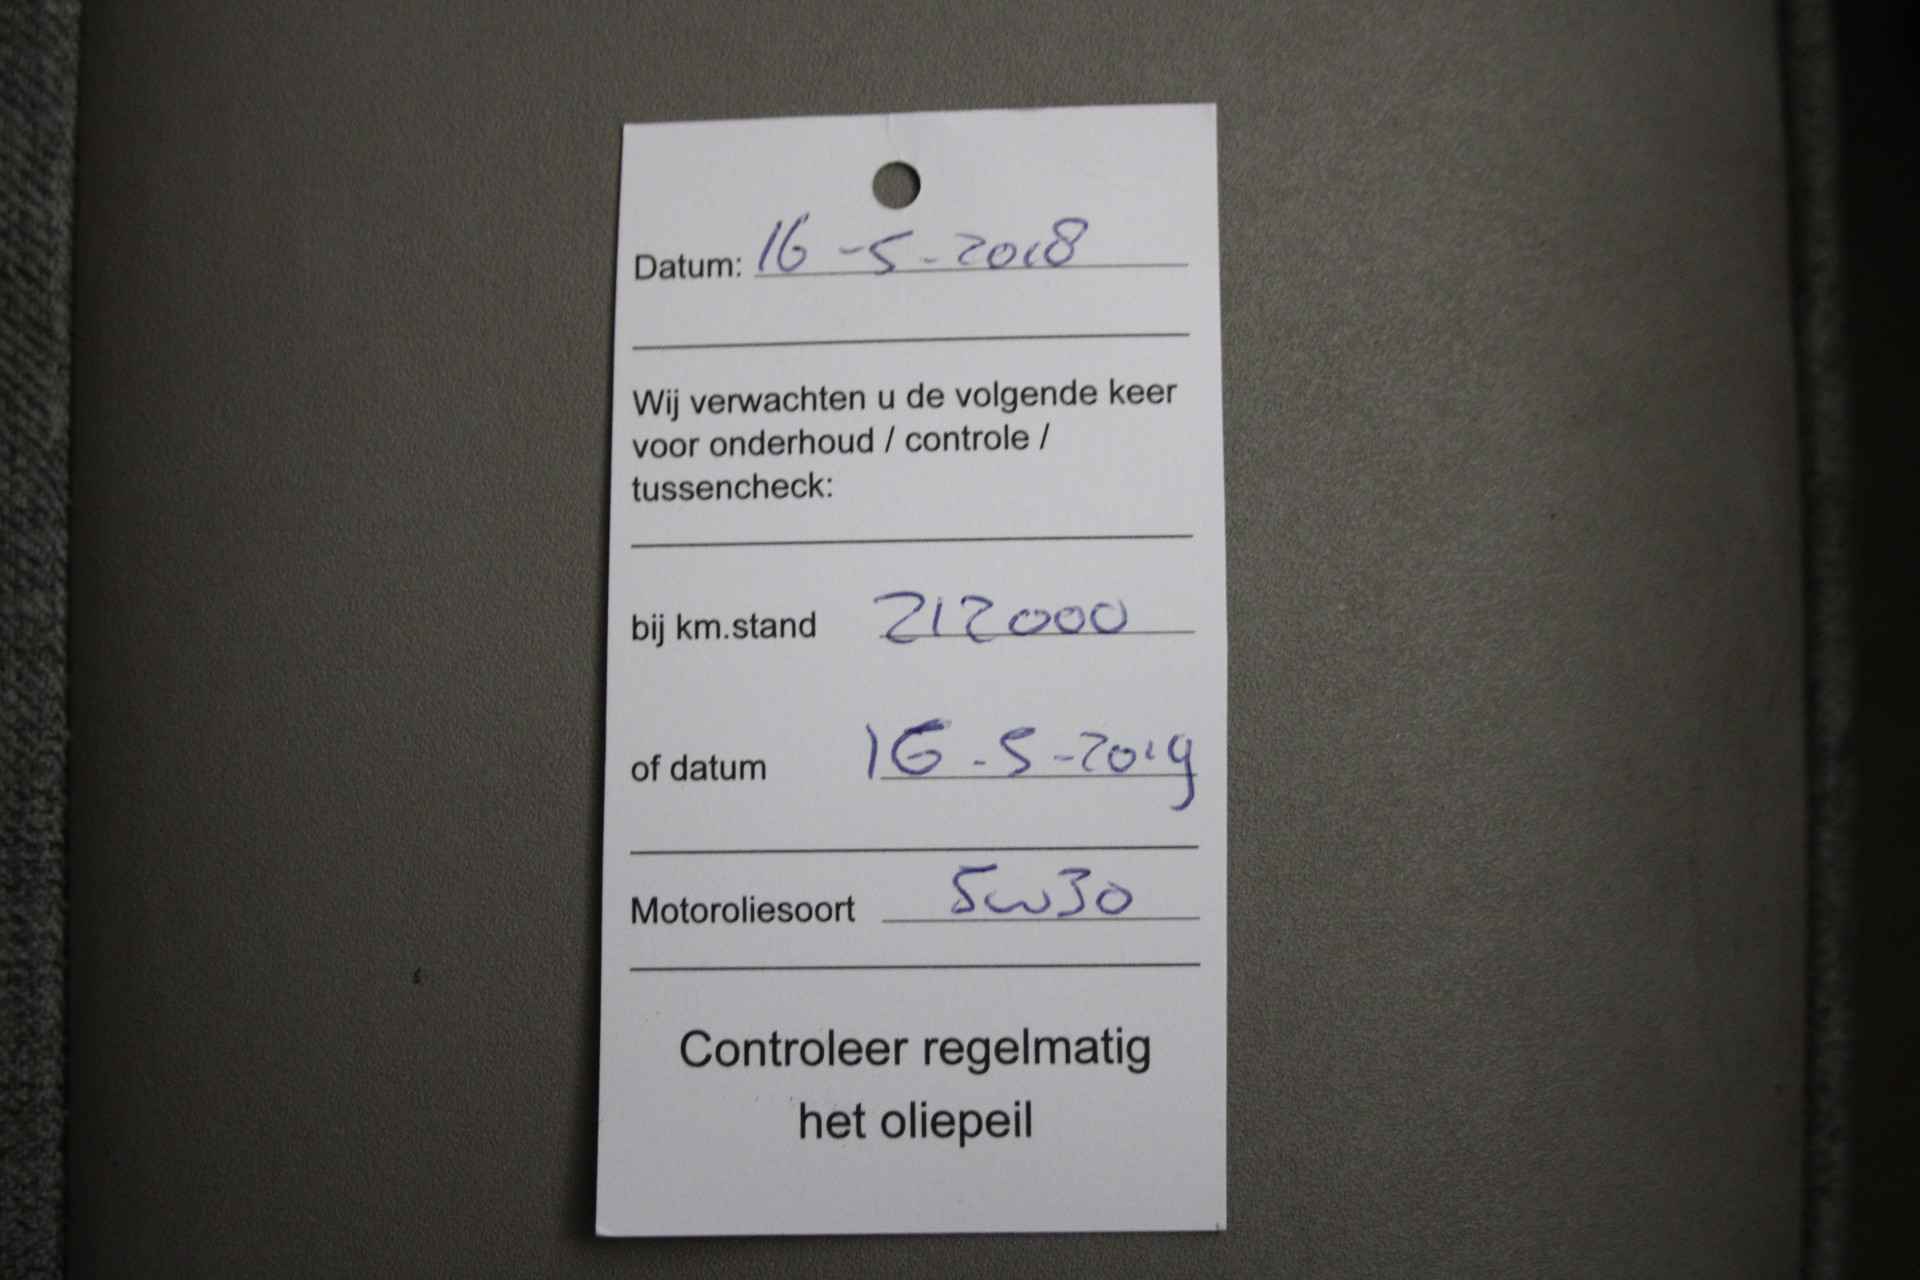 Datum: 16-5-2018
Wij verwachten u de volgende keer
voor onderhoud / controle /
tussencheck:
bij km.stand 212000
of datum 16-5-2019
Motoroliesoort 5w30
Controleer regelmatig
het oliepeil